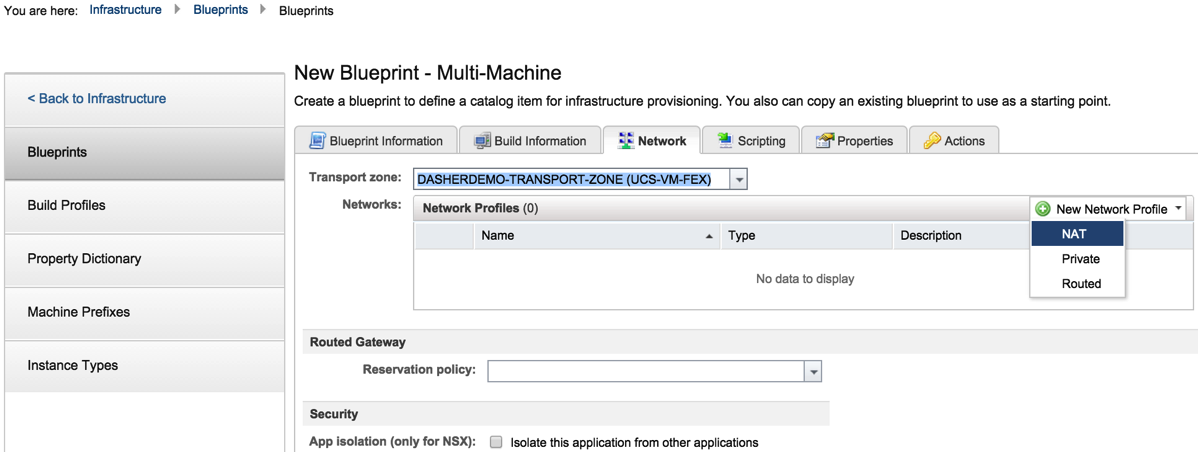 You are here: Infrastructure Blueprints Blueprints
New Blueprint - Multi-Machine
< Back to Infrastructure
Create a blueprint to define a catalog item for infrastructure provisioning. You also can copy an existing blueprint to use as a starting point.
Blueprint Information Build Information Network Scripting Properties Actions
Blueprints
Transport zone: DASHERDEMO-TRANSPORT-ZONE (UCS-VM-FEX)
Build Profiles
Networks: Network Profiles (0) New Network Profile
Name Type Description NAT
Property Dictionary
Private
No data to display
Routed
Machine Prefixes
Routed Gateway
Instance Types
Reservation policy:
Security
App isolation (only for NSX): Isolate this application from other applications